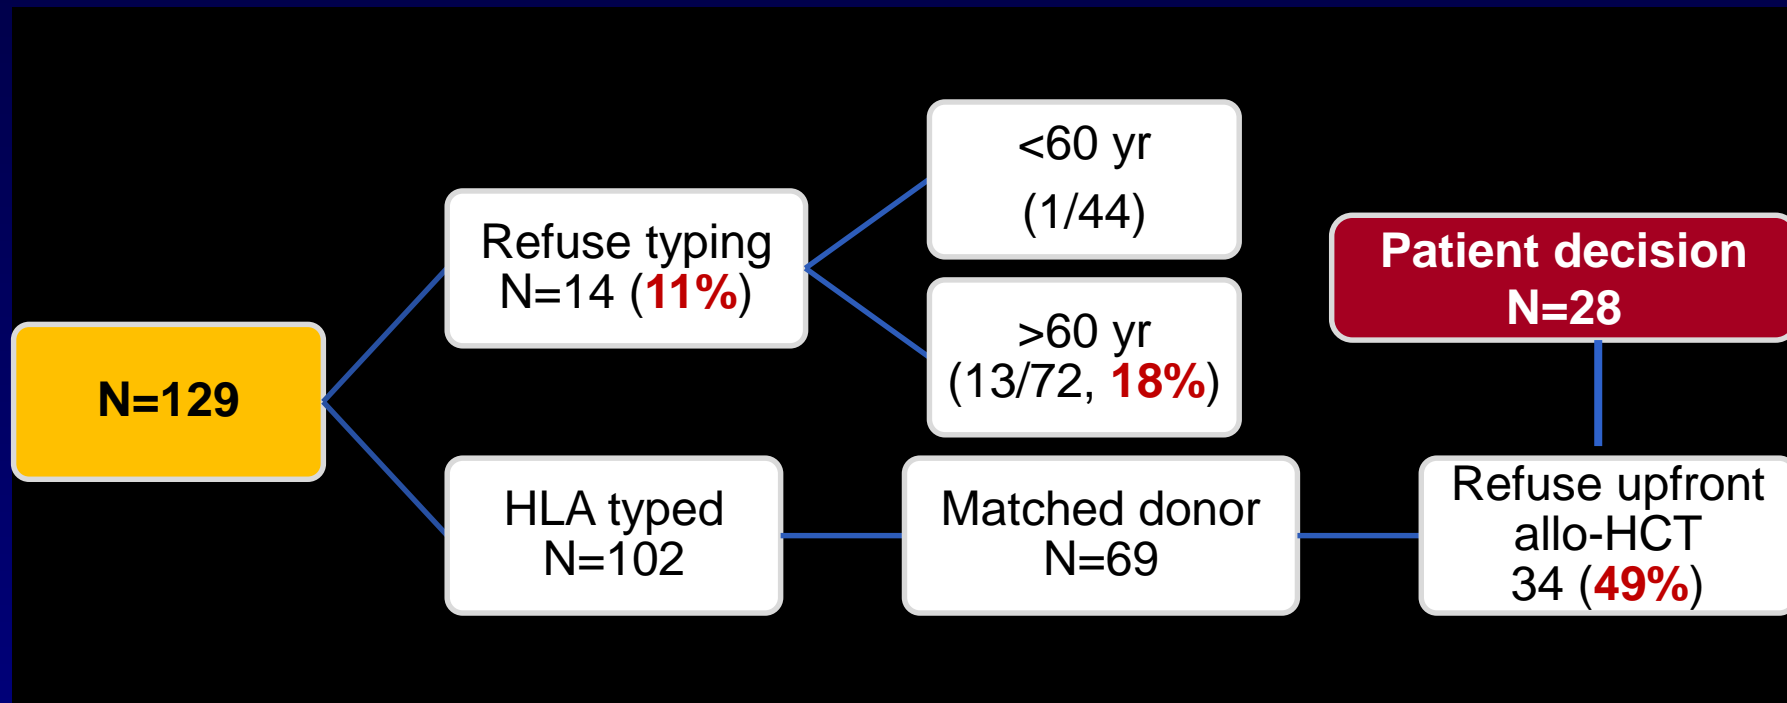 N=129
Refuse typing
N=14 (11%)
<60 yr
(1/44)
>60 yr
(13/72, 18%)
HLA typed
N=102
Matched donor
N=69
Refuse upfront
allo-HCT
34 (49%)
Patient decision
N=28